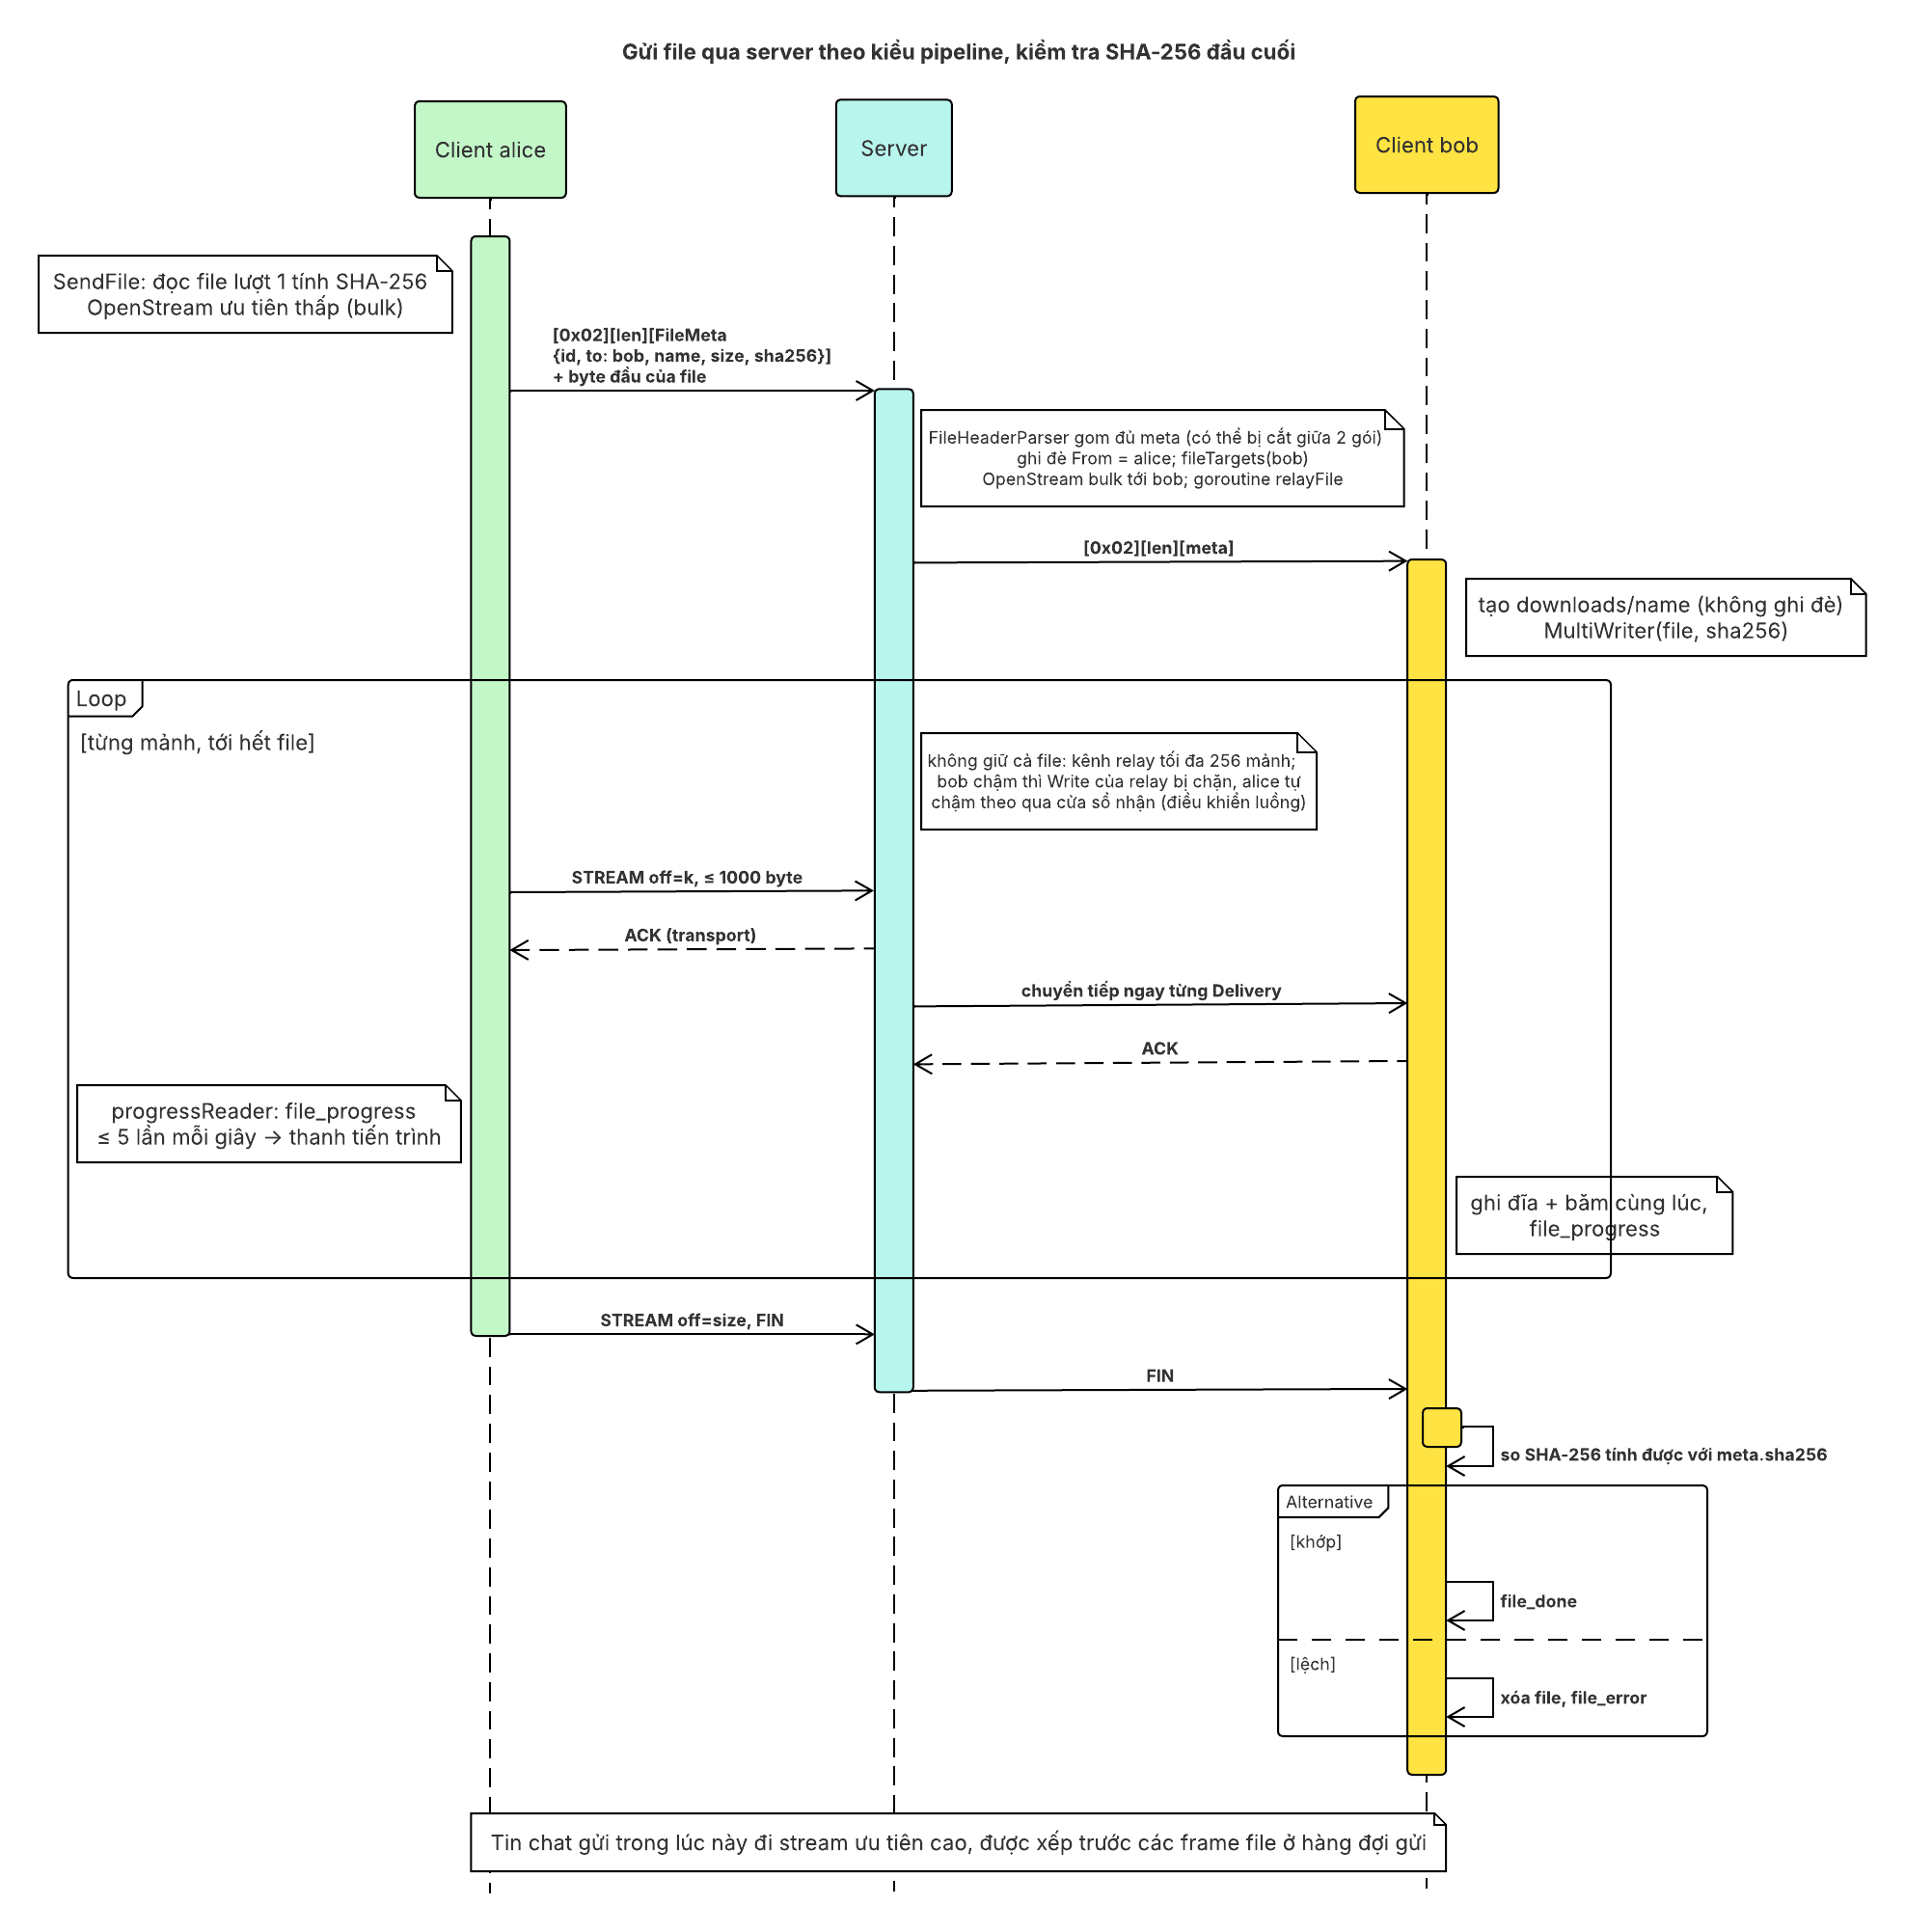 Gửi file qua server theo kiểu pipeline, kiểm tra SHA-256 đầu cuối
Client alice
Server
Client bob
SendFile: đọc file lượt 1 tính SHA-256
OpenStream ưu tiên thấp (bulk)
[0x02][len][FileMeta
{id, to: bob, name, size, sha256}]
+ byte đầu của file
FileHeaderParser gom đủ meta (có thể bị cắt giữa 2 gói)
ghi đè From = alice; fileTargets(bob)
OpenStream bulk tới bob; goroutine relayFile
[0x02][len][meta]
tạo downloads/name (không ghi đè)
MultiWriter(file, sha256)
Loop
[từng mảnh, tới hết file]
không giữ cả file: kênh relay tối đa 256 mảnh;
bob chậm thì Write của relay bị chặn, alice tự
chậm theo qua cửa sổ nhận (điều khiển luồng)
STREAM off=k, ≤ 1000 byte
ACK (transport)
chuyển tiếp ngay từng Delivery
ACK
progressReader: file_progress
≤ 5 lần mỗi giây → thanh tiến trình
ghi đĩa + băm cùng lúc,
file_progress
STREAM off=size, FIN
FIN
so SHA-256 tính được với meta.sha256
Alternative
[khớp]
file_done
[lệch]
xóa file, file_error
Tin chat gửi trong lúc này đi stream ưu tiên cao, được xếp trước các frame file ở hàng đợi gửi